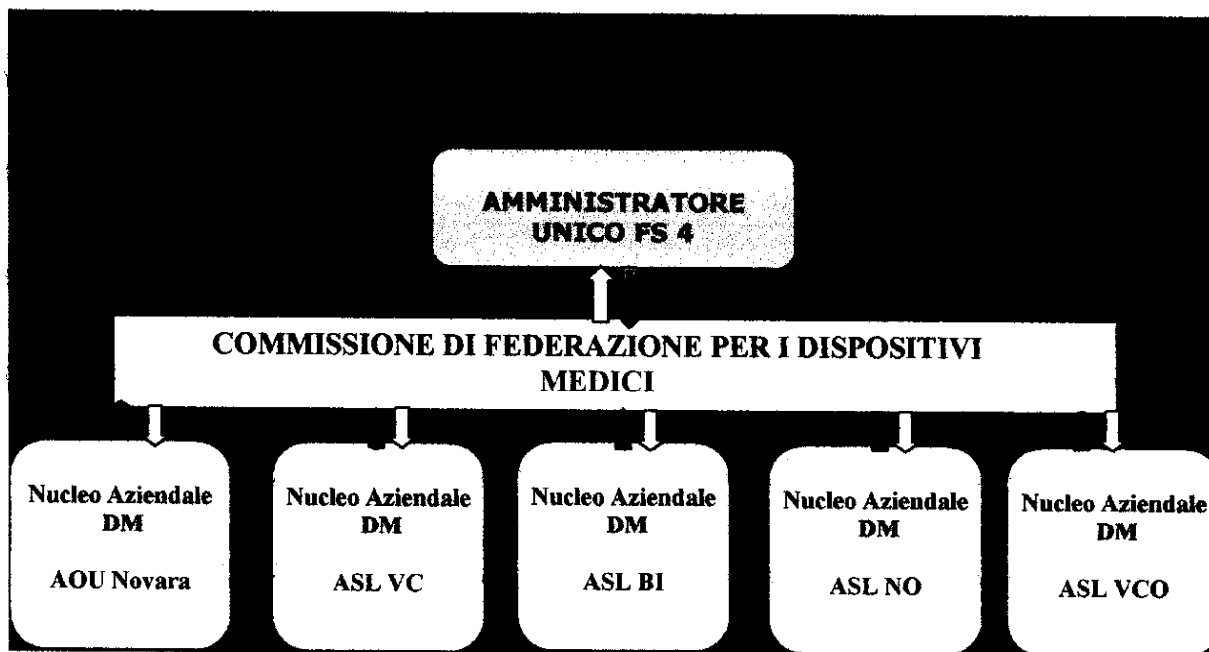 AMMINISTRATORE
UNICO FS 4
COMMISSIONE DI FEDERAZIONE PER I DISPOSITIVI
MEDICI
Nucleo Aziendale
DM
AOU Novara
Nucleo Aziendale
DM
ASL VC
Nucleo Aziendale
DM
ASL BI
Nucleo Aziendale
DM
ASL NO
Nucleo Aziendale
DM
ASL VCO